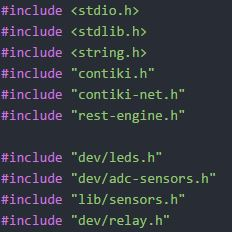 #include <stdio.h>
#include <stdlib.h>
#include <string.h>
#include "contiki.h"
#include "contiki-net.h"
#include "rest-engine.h"
#include "dev/leds.h"
#include "dev/adc-sensors.h"
#include "lib/sensors.h"
#include "dev/relay.h"